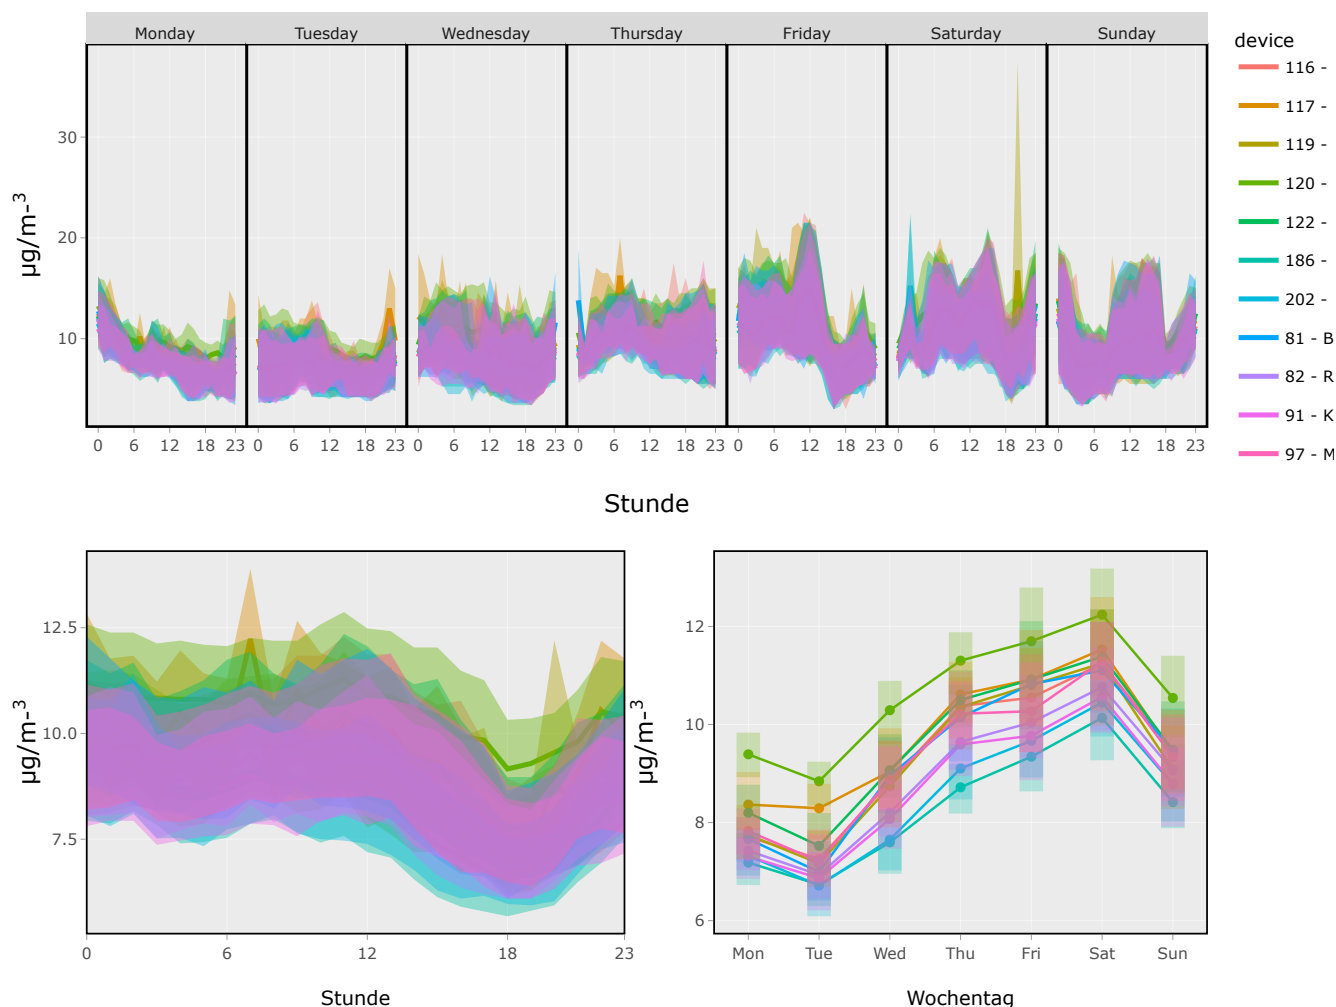 Monday Tuesday Wednesday Thursday Friday Saturday Sunday
device
116 -
117 -
119 -
120 -
122 -
186 -
202 -
81 - B
82 - R
91 - K
97 - M
30
20
10
µg/m-³
0 6 12 18 23 0 6 12 18 23 0 6 12 18 23 0 6 12 18 23 0 6 12 18 23 0 6 12 18 23 0 6 12 18 23
Stunde
12.5
10.0
7.5
µg/m-³
0 6 12 18 23
Stunde
12
10
8
6
µg/m-³
Mon Tue Wed Thu Fri Sat Sun
Wochentag